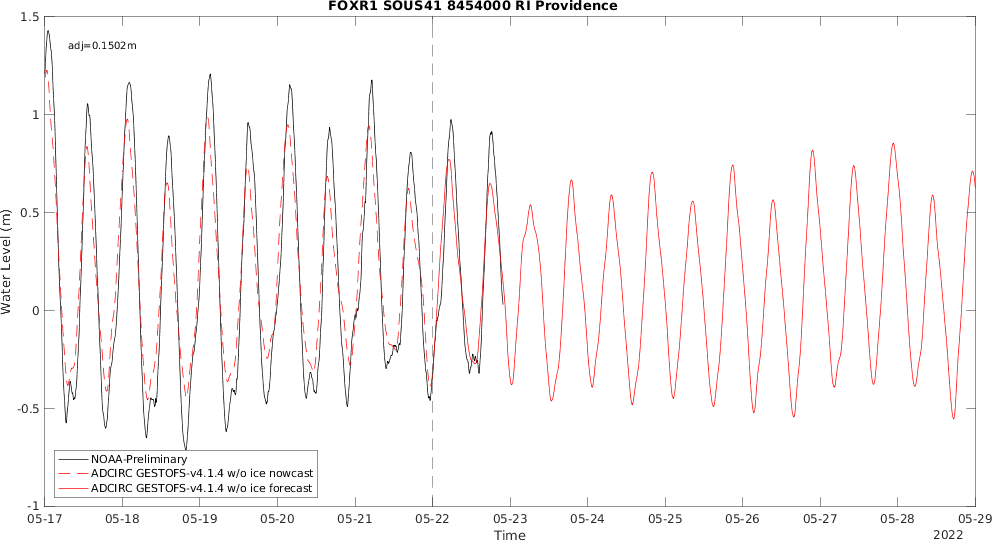 FOXR1 SOUS41 8454000 RI Providence
adj=0.1502m
1.5
1
0.5
0
-0.5
-1
Water Level (m)
NOAA-Preliminary
ADCIRC GESTOFS-v4.1.4 w/o ice nowcast
ADCIRC GESTOFS-v4.1.4 w/o ice forecast
05-17 05-18 05-19 05-20 05-21 05-22 05-23 05-24 05-25 05-26 05-27 05-28 05-29
Time
2022